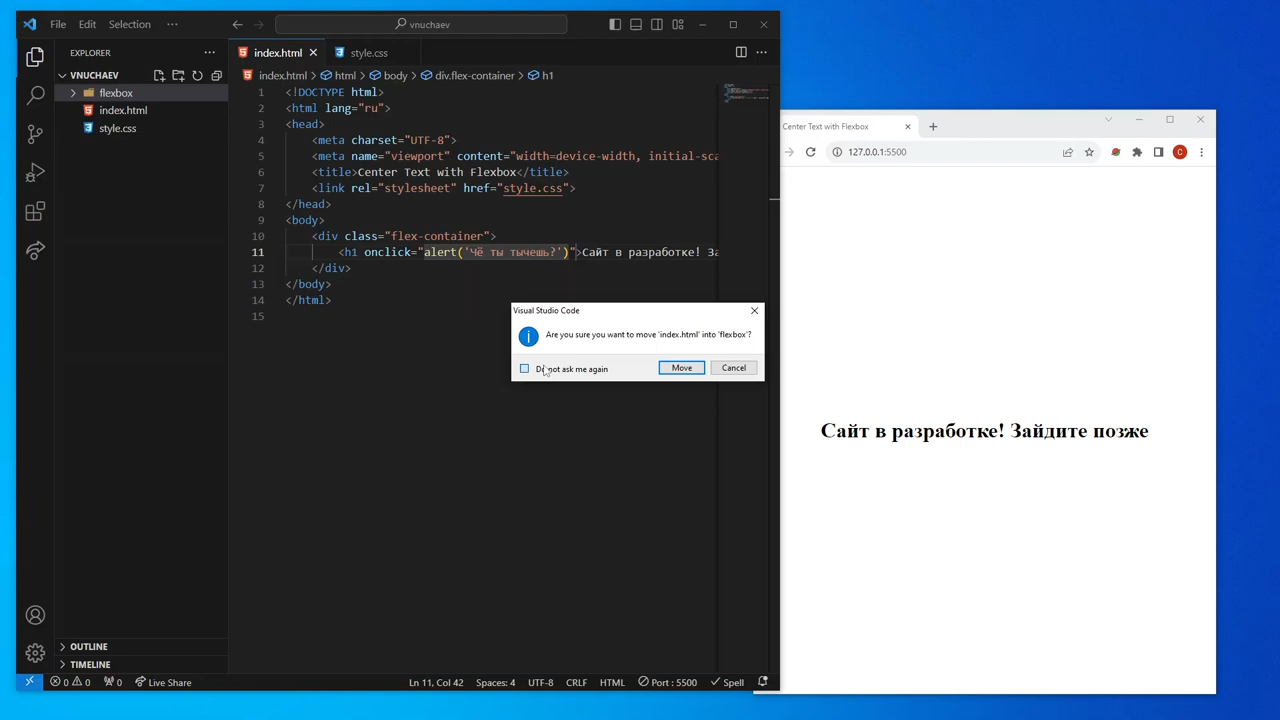 File Edit Selection ··· vnuchaev
EXPLORER ···
VNUCHAEV
flexbox
index.html
style.css
OUTLINE
TIMELINE
index.html style.css ···
index.html > html > body > div.flex-container > h1
1 <!DOCTYPE html>
2 <html lang="ru">
3 <head>
4 <meta charset="UTF-8">
5 <meta name="viewport" content="width=device-width, initial-sca
6 <title>Center Text with Flexbox</title>
7 <link rel="stylesheet" href="style.css">
8 </head>
9 <body>
10 <div class="flex-container">
11 <h1 onclick="alert('Чё ты тычешь?')">Сайт в разработке! За
12 </div>
13 </body>
14 </html>
15
Visual Studio Code
Are you sure you want to move 'index.html' into 'flexbox'?
Do not ask me again Move Cancel
0 0 0 Live Share Ln 11, Col 42 Spaces: 4 UTF-8 CRLF HTML Port : 5500 Spell
Center Text with Flexbox
127.0.0.1:5500 C
Сайт в разработке! Зайдите позже